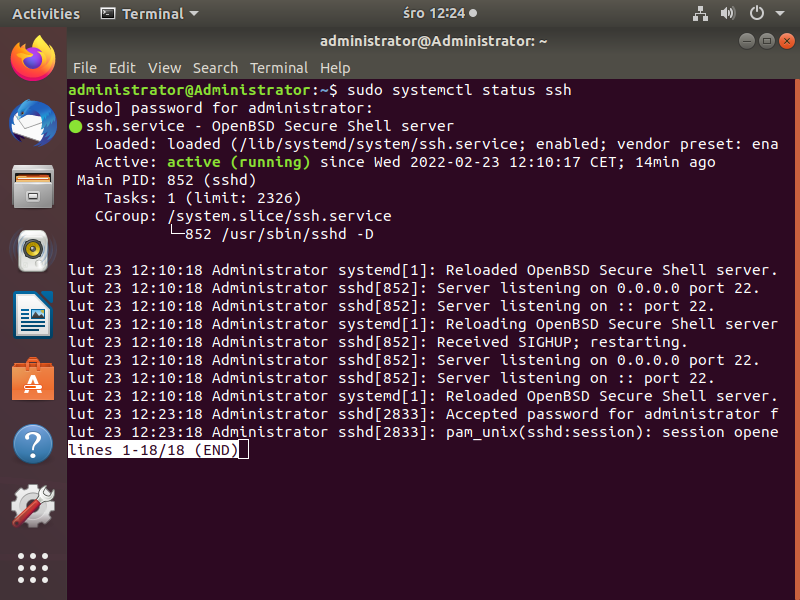 Activities Terminal śro 12:24
administrator@Administrator: ~
File Edit View Search Terminal Help
administrator@Administrator:~$ sudo systemctl status ssh
[sudo] password for administrator:
● ssh.service - OpenBSD Secure Shell server
Loaded: loaded (/lib/systemd/system/ssh.service; enabled; vendor preset: ena
Active: active (running) since Wed 2022-02-23 12:10:17 CET; 14min ago
Main PID: 852 (sshd)
Tasks: 1 (limit: 2326)
CGroup: /system.slice/ssh.service
└─852 /usr/sbin/sshd -D
lut 23 12:10:18 Administrator systemd[1]: Reloaded OpenBSD Secure Shell server.
lut 23 12:10:18 Administrator sshd[852]: Server listening on 0.0.0.0 port 22.
lut 23 12:10:18 Administrator sshd[852]: Server listening on :: port 22.
lut 23 12:10:18 Administrator systemd[1]: Reloading OpenBSD Secure Shell server
lut 23 12:10:18 Administrator sshd[852]: Received SIGHUP; restarting.
lut 23 12:10:18 Administrator sshd[852]: Server listening on 0.0.0.0 port 22.
lut 23 12:10:18 Administrator sshd[852]: Server listening on :: port 22.
lut 23 12:10:18 Administrator systemd[1]: Reloaded OpenBSD Secure Shell server.
lut 23 12:23:18 Administrator sshd[2833]: Accepted password for administrator f
lut 23 12:23:18 Administrator sshd[2833]: pam_unix(sshd:session): session opene
lines 1-18/18 (END)